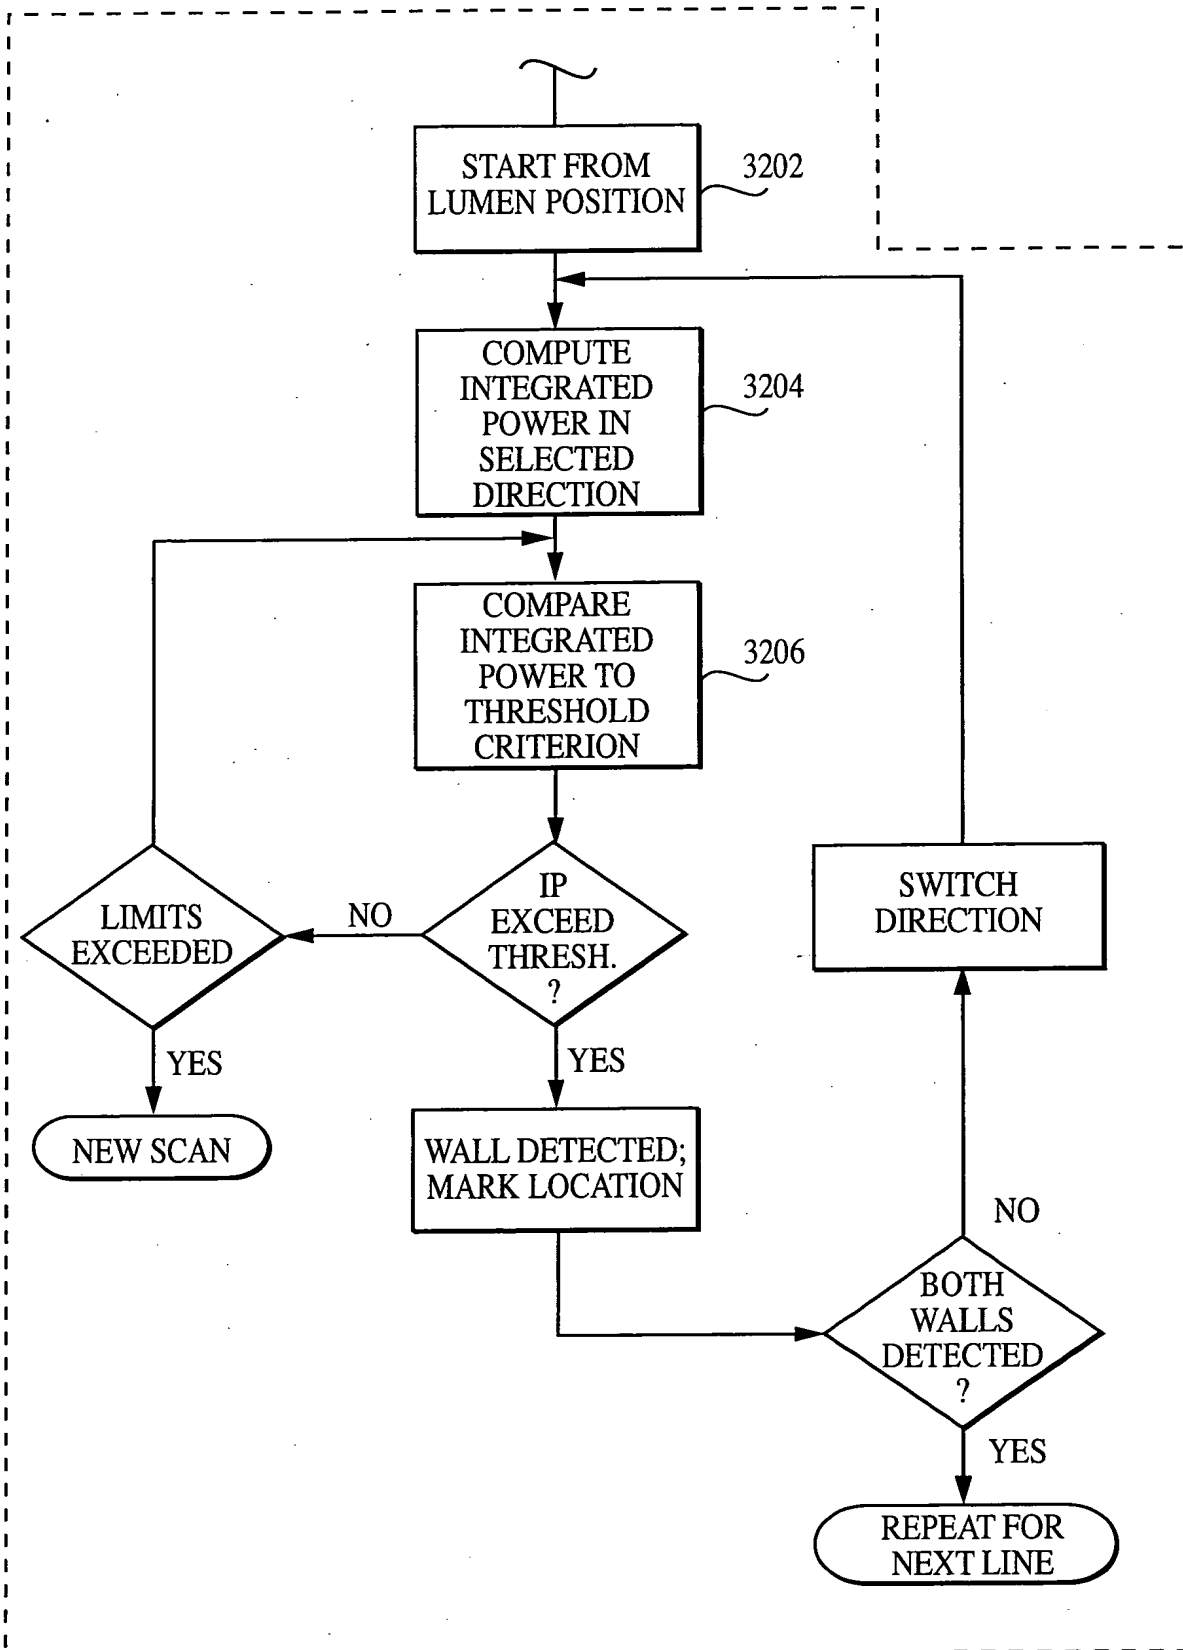 START FROM
LUMEN POSITION
3202
COMPUTE
INTEGRATED
POWER IN
SELECTED
DIRECTION
3204
COMPARE
INTEGRATED
POWER TO
THRESHOLD
CRITERION
3206
LIMITS
EXCEEDED
NO
IP
EXCEED
THRESH.
?
SWITCH
DIRECTION
YES
YES
NEW SCAN
WALL DETECTED;
MARK LOCATION
NO
BOTH
WALLS
DETECTED
?
YES
REPEAT FOR
NEXT LINE